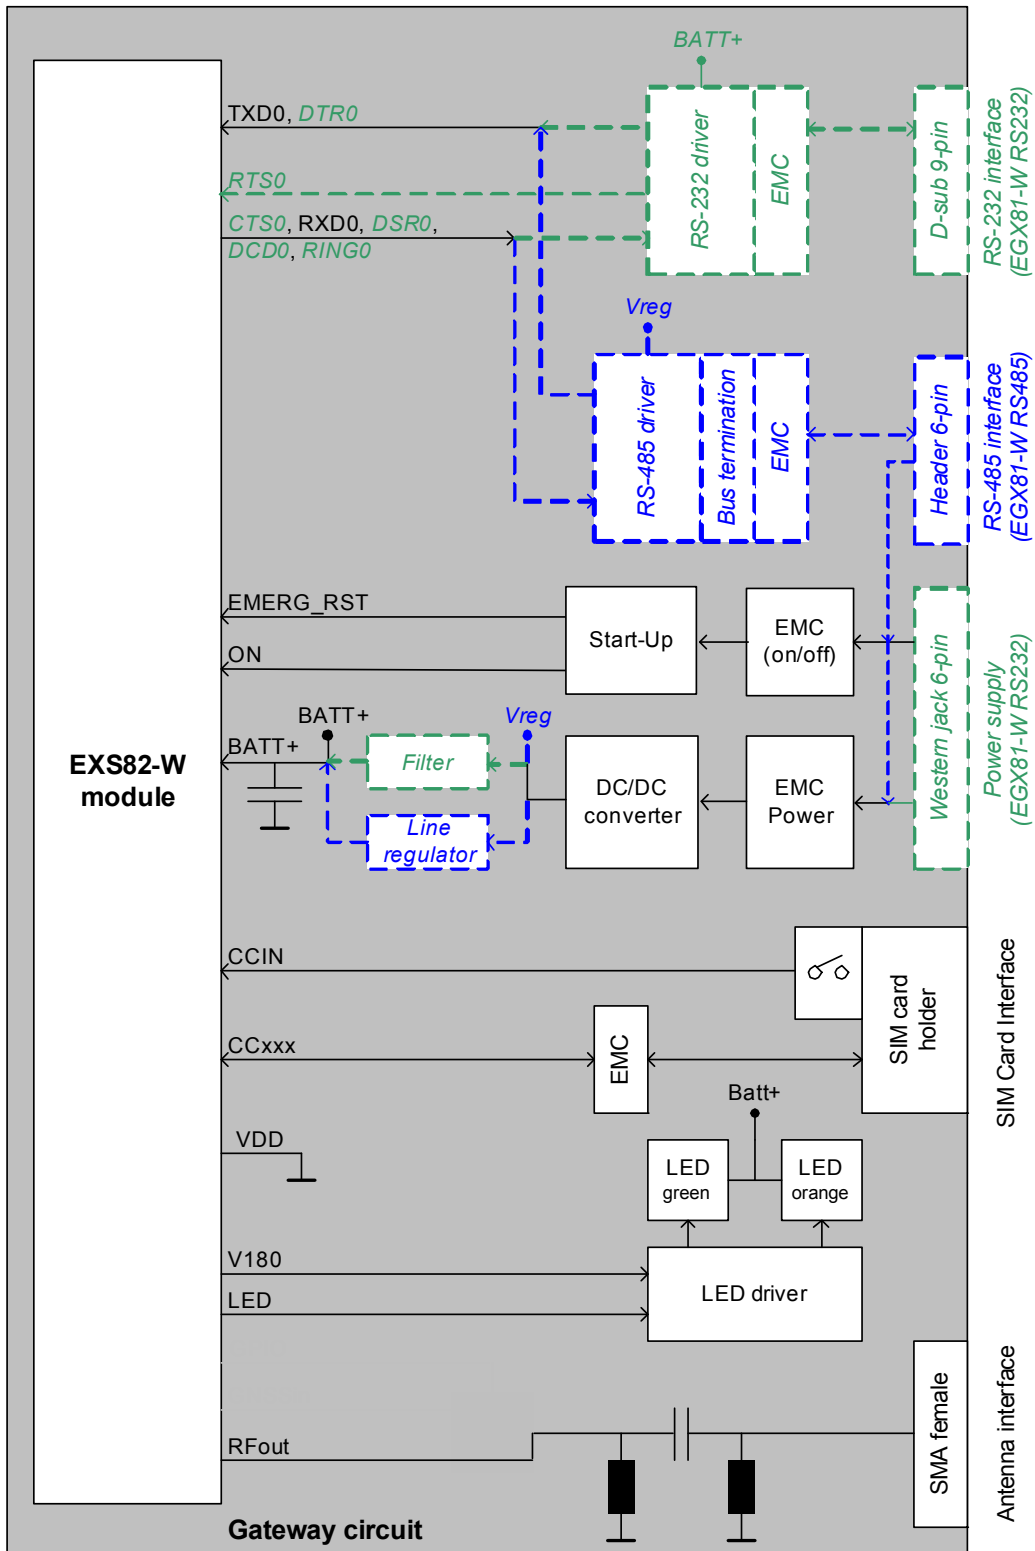 BATT+
TXD0, DTR0
RTS0
CTS0, RXD0, DSR0,
DCD0, RING0
RS-232 driver
EMC
D-sub 9-pin
RS-232 interface
(EGX81-W RS232)
Vreg
RS-485 driver
Bus termination
EMC
Header 6-pin
RS-485 interface
(EGX81-W RS485)
EMERG_RST
ON
Start-Up
EMC
(on/off)
Western jack 6-pin
Power supply
(EGX81-W RS232)
BATT+
BATT+
Vreg
Filter
Line
regulator
DC/DC
converter
EMC
Power
EXS82-W
module
CCIN
CCxxx
EMC
SIM card
holder
SIM Card Interface
Batt+
VDD
LED
green
LED
orange
V180
LED
LED driver
RFout
SMA female
Antenna interface
Gateway circuit